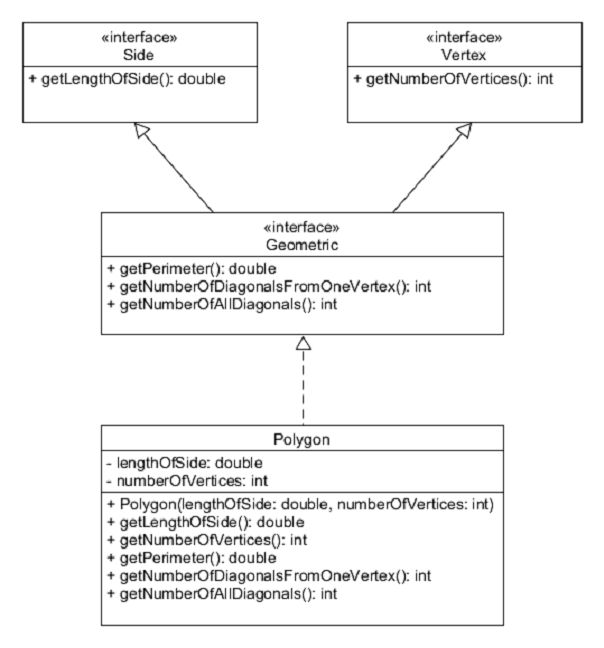 «interface»
Side
+ getLengthOfSide(): double
«interface»
Vertex
+ getNumberOfVertices(): int
«interface»
Geometric
+ getPerimeter(): double
+ getNumberOfDiagonalsFromOneVertex(): int
+ getNumberOfAllDiagonals(): int
Polygon
- lengthOfSide: double
- numberOfVertices: int
+ Polygon(lengthOfSide: double, numberOfVertices: int)
+ getLengthOfSide(): double
+ getNumberOfVertices(): int
+ getPerimeter(): double
+ getNumberOfDiagonalsFromOneVertex(): int
+ getNumberOfAllDiagonals(): int